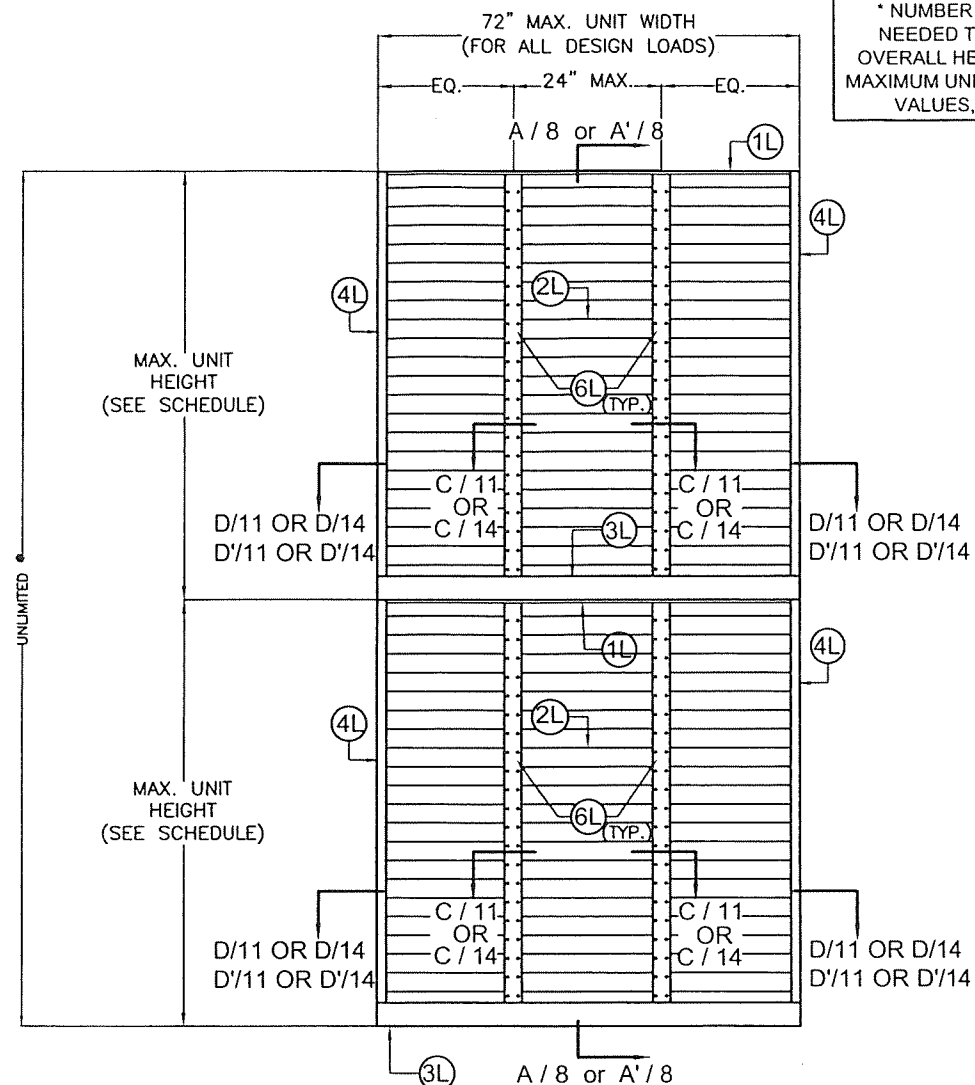 * NUMBER
NEEDED T
OVERALL HE
MAXIMUM UNI
VALUES,
72" MAX. UNIT WIDTH
(FOR ALL DESIGN LOADS)
EQ.
24" MAX.
EQ.
A / 8 or A' / 8
1L
4L
4L
2L
MAX. UNIT
HEIGHT
(SEE SCHEDULE)
6L
(TYP.)
C / 11
OR
C / 14
C / 11
OR
C / 14
D/11 OR D/14
D'/11 OR D'/14
D/11 OR D/14
D'/11 OR D'/14
3L
UNLIMITED *
1L
4L
4L
2L
MAX. UNIT
HEIGHT
(SEE SCHEDULE)
6L
(TYP.)
C / 11
OR
C / 14
C / 11
OR
C / 14
D/11 OR D/14
D'/11 OR D'/14
D/11 OR D/14
D'/11 OR D'/14
3L
A / 8 or A' / 8